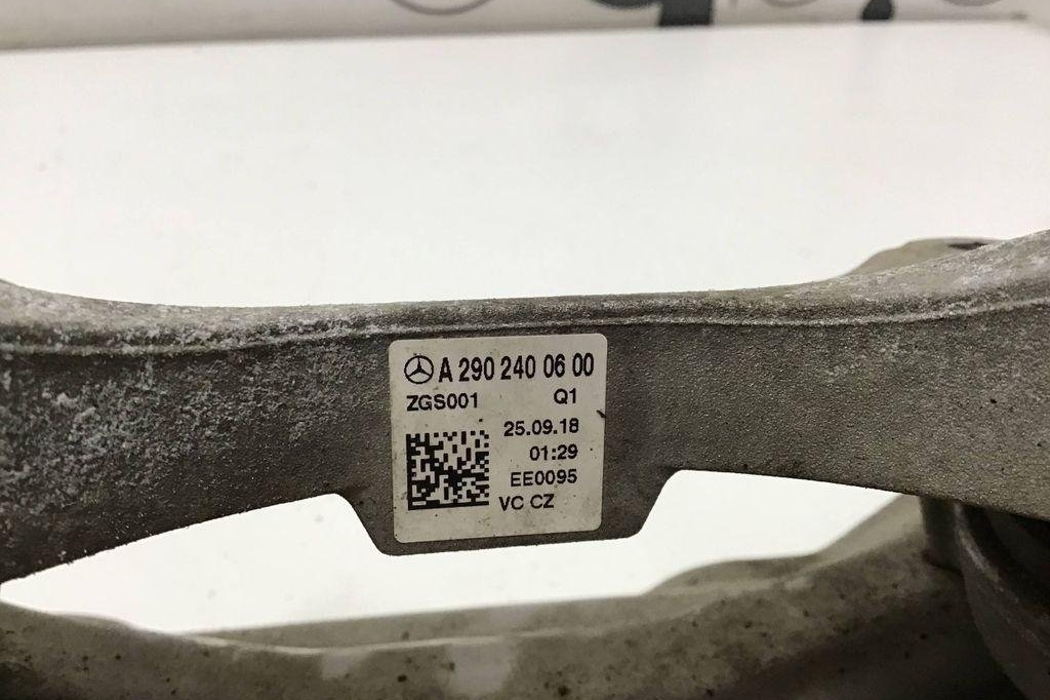 A 290 240 06 00
ZGS001 Q1
25.09.18
01:29
EE0095
VC CZ